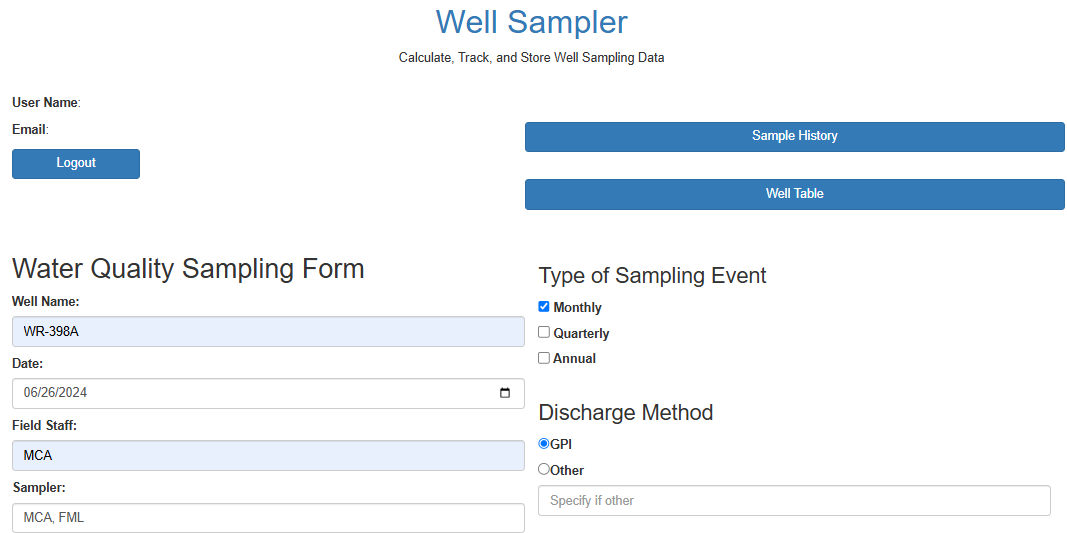 Well Sampler
Calculate, Track, and Store Well Sampling Data
User Name:
Email:
Logout
Sample History
Well Table
Water Quality Sampling Form
Well Name:
WR-398A
Date:
06/26/2024
Field Staff:
MCA
Sampler:
MCA, FML
Type of Sampling Event
Monthly
Quarterly
Annual
Discharge Method
GPI
Other
Specify if other